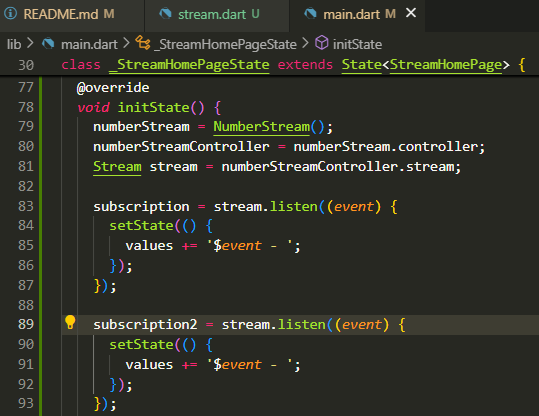 README.md M stream.dart U main.dart M
lib > main.dart > _StreamHomePageState > initState
30 class _StreamHomePageState extends State<StreamHomePage> {
77 @override
78 void initState() {
79 numberStream = NumberStream();
80 numberStreamController = numberStream.controller;
81 Stream stream = numberStreamController.stream;
82
83 subscription = stream.listen((event) {
84 setState(() {
85 values += '$event - ';
86 });
87 });
88
89 subscription2 = stream.listen((event) {
90 setState(() {
91 values += '$event - ';
92 });
93 });